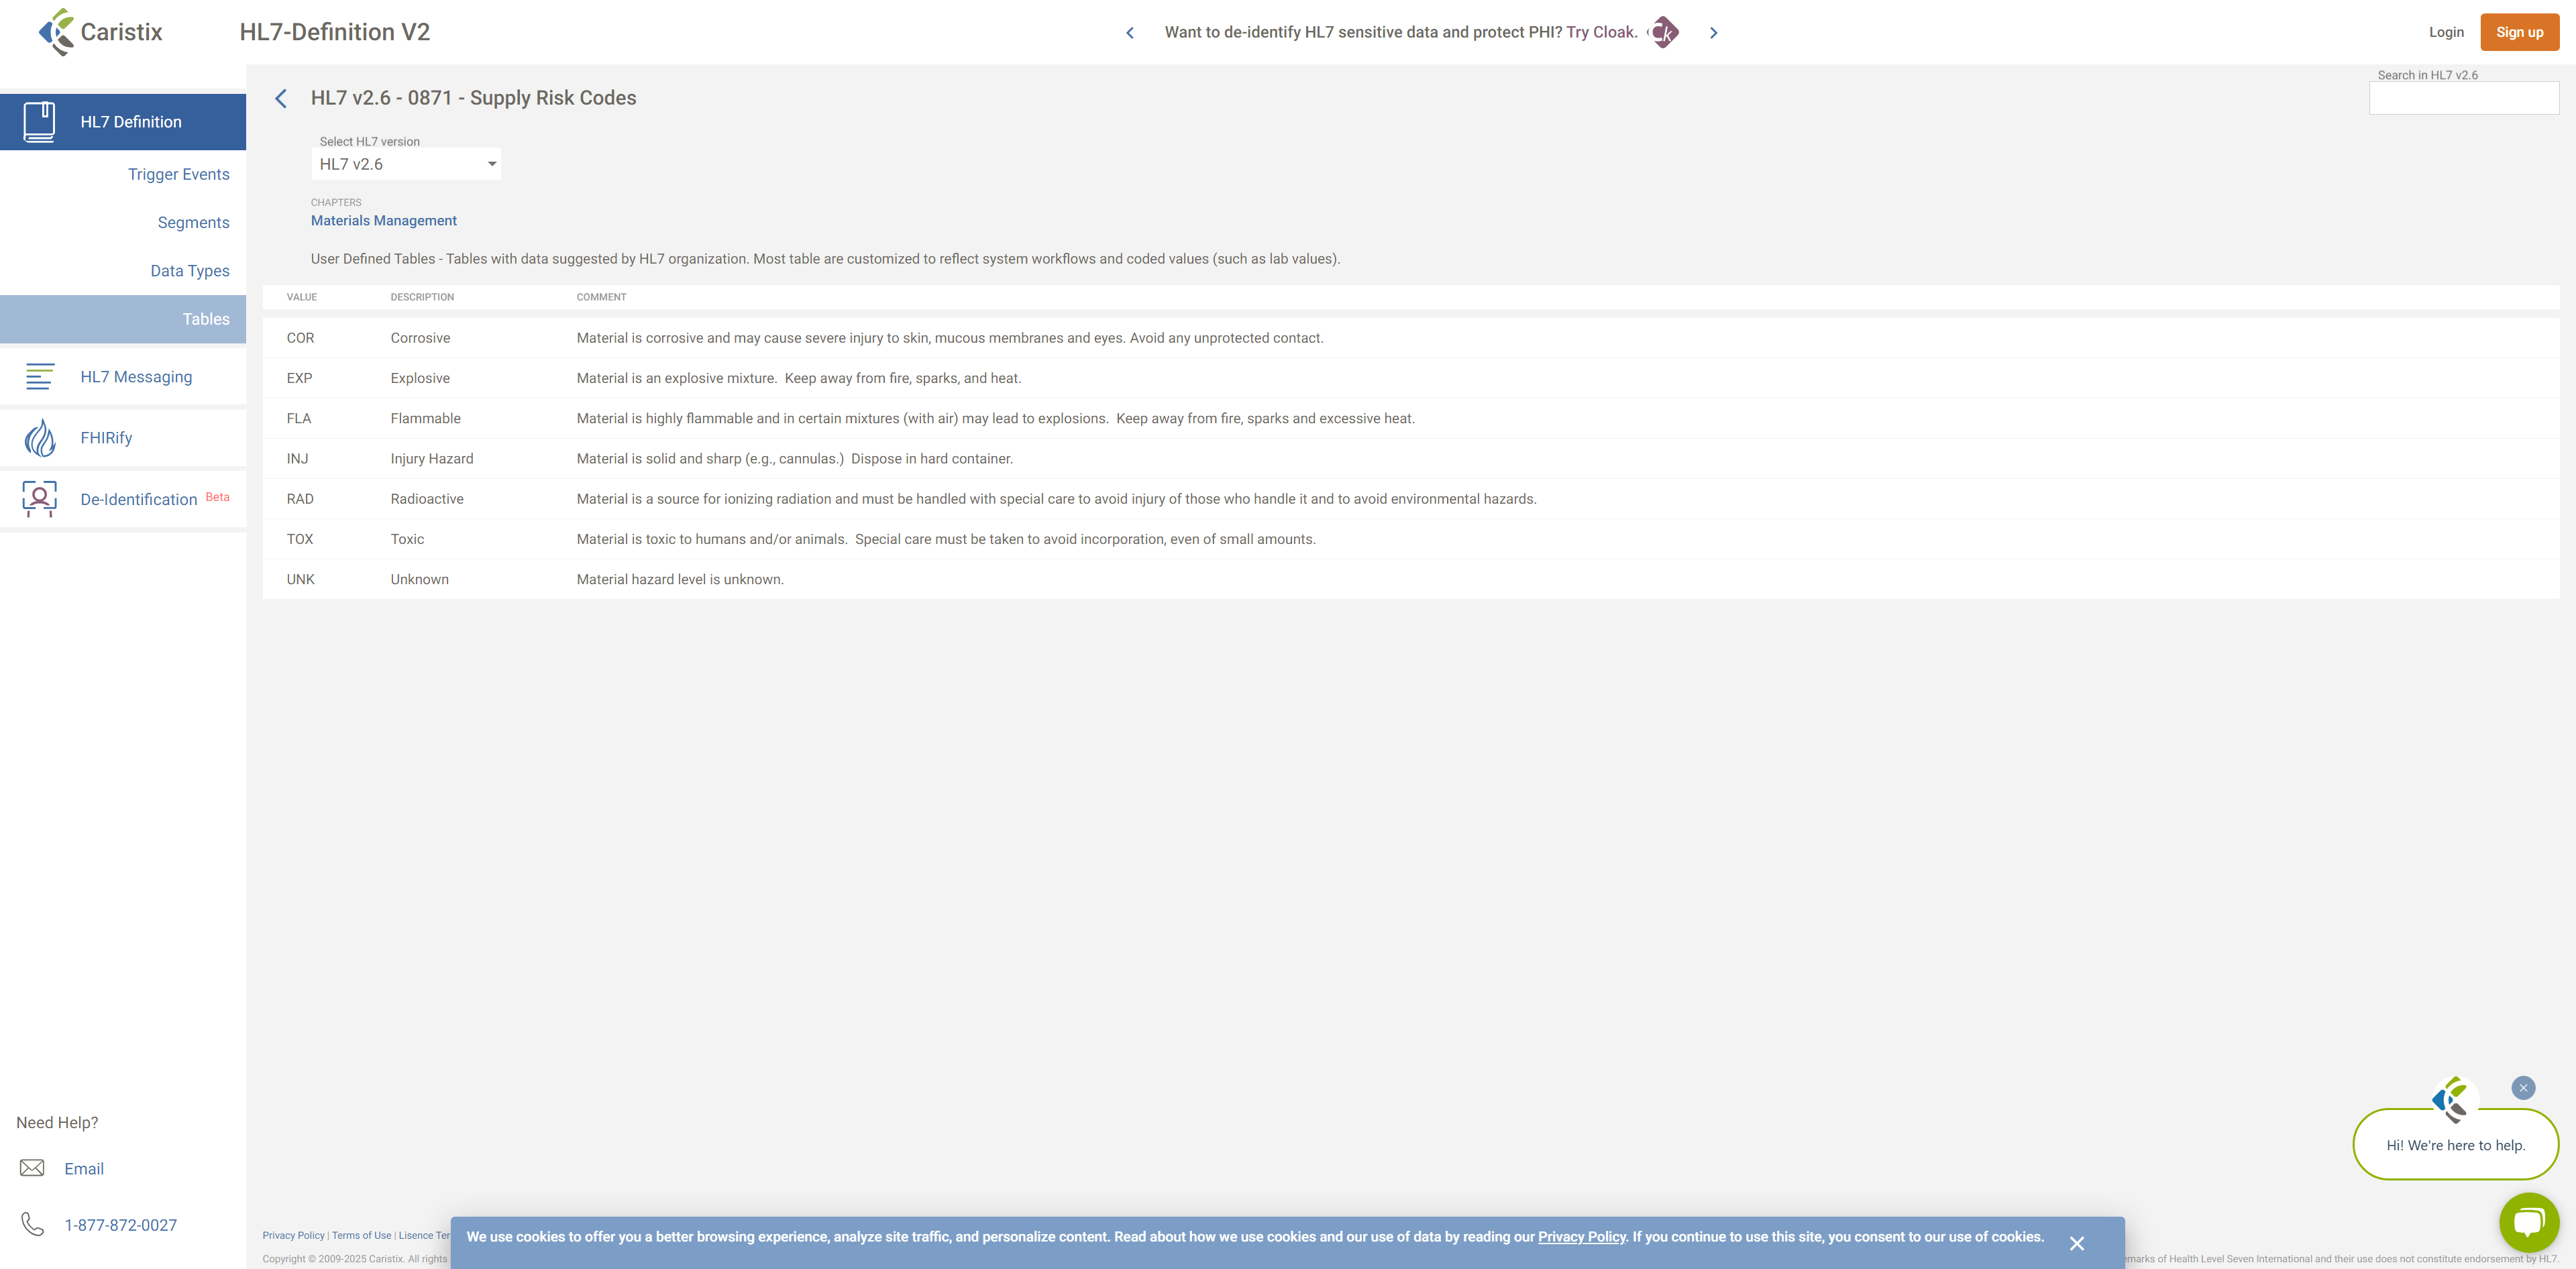 Caristix
HL7-Definition V2
Want to de-identify HL7 sensitive data and protect PHI? Try Cloak.
Ck
Login
Sign up
HL7 Definition
Trigger Events
Segments
Data Types
Tables
HL7 Messaging
FHIRify
De-Identification Beta
Need Help?
Email
1-877-872-0027
HL7 v2.6 - 0871 - Supply Risk Codes
Search in HL7 v2.6
Select HL7 version
HL7 v2.6
CHAPTERS
Materials Management
User Defined Tables - Tables with data suggested by HL7 organization. Most table are customized to reflect system workflows and coded values (such as lab values).
VALUE DESCRIPTION COMMENT
COR Corrosive Material is corrosive and may cause severe injury to skin, mucous membranes and eyes. Avoid any unprotected contact.
EXP Explosive Material is an explosive mixture. Keep away from fire, sparks, and heat.
FLA Flammable Material is highly flammable and in certain mixtures (with air) may lead to explosions. Keep away from fire, sparks and excessive heat.
INJ Injury Hazard Material is solid and sharp (e.g., cannulas.) Dispose in hard container.
RAD Radioactive Material is a source for ionizing radiation and must be handled with special care to avoid injury of those who handle it and to avoid environmental hazards.
TOX Toxic Material is toxic to humans and/or animals. Special care must be taken to avoid incorporation, even of small amounts.
UNK Unknown Material hazard level is unknown.
Hi! We're here to help.
Privacy Policy | Terms of Use | Lisence Ter
We use cookies to offer you a better browsing experience, analyze site traffic, and personalize content. Read about how we use cookies and our use of data by reading our Privacy Policy. If you continue to use this site, you consent to our use of cookies.
Copyright © 2009-2025 Caristix. All rights
emarks of Health Level Seven International and their use does not constitute endorsement by HL7.